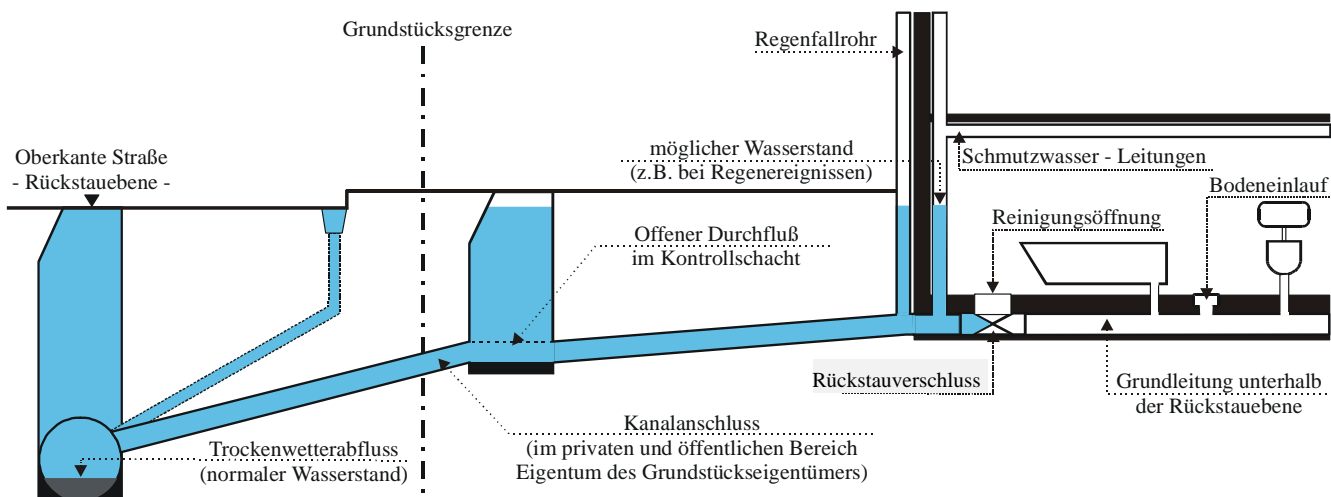 Grundstücksgrenze
Regenfallrohr
Oberkante Straße
- Rückstauebene -
möglicher Wasserstand
(z.B. bei Regenereignissen)
Schmutzwasser - Leitungen
Bodeneinlauf
Reinigungsöffnung
Offener Durchfluß
im Kontrollschacht
Rückstauverschluss
Grundleitung unterhalb
der Rückstauebene
Kanalanschluss
(im privaten und öffentlichen Bereich
Eigentum des Grundstückseigentümers)
Trockenwetterabfluss
(normaler Wasserstand)